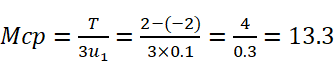 Mcp = T/3u₁ = 2−(−2)/3×0.1 = 4/0.3 = 13.3